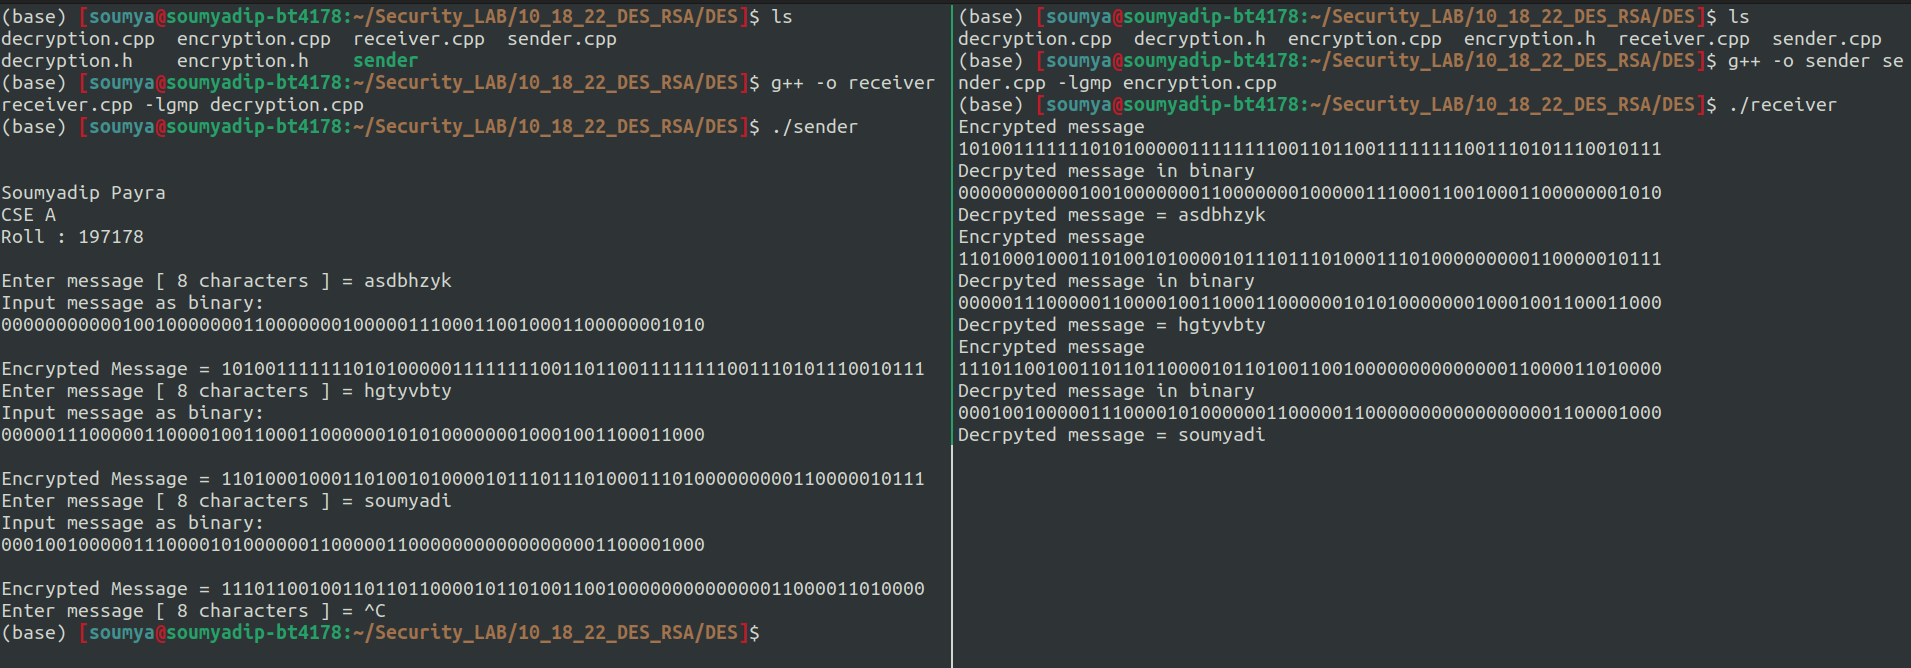 (base) [soumya@soumyadip-bt4178:~/Security_LAB/10_18_22_DES_RSA/DES]$ ls
decryption.cpp  encryption.cpp  receiver.cpp  sender.cpp
decryption.h    encryption.h    sender
(base) [soumya@soumyadip-bt4178:~/Security_LAB/10_18_22_DES_RSA/DES]$ g++ -o receiver
receiver.cpp -lgmp decryption.cpp
(base) [soumya@soumyadip-bt4178:~/Security_LAB/10_18_22_DES_RSA/DES]$ ./sender
Soumyadip Payra
CSE A
Roll : 197178
Enter message [ 8 characters ] = asdbhzyk
Input message as binary:
0000000000010010000000110000000100000111000110010001100000001010
Encrypted Message = 1010011111110101000001111111100110110011111111001110101110010111
Enter message [ 8 characters ] = hgtyvbty
Input message as binary:
0000011100000110000100110001100000010101000000010001001100011000
Encrypted Message = 1101000100011010010100001011101110100011101000000000110000010111
Enter message [ 8 characters ] = soumyadi
Input message as binary:
0001001000001110000101000000110000011000000000000000001100001000
Encrypted Message = 1110110010011011011000010110100110010000000000000011000011010000
Enter message [ 8 characters ] = ^C
(base) [soumya@soumyadip-bt4178:~/Security_LAB/10_18_22_DES_RSA/DES]$
(base) [soumya@soumyadip-bt4178:~/Security_LAB/10_18_22_DES_RSA/DES]$ ls
decryption.cpp  decryption.h  encryption.cpp  encryption.h  receiver.cpp  sender.cpp
(base) [soumya@soumyadip-bt4178:~/Security_LAB/10_18_22_DES_RSA/DES]$ g++ -o sender se
nder.cpp -lgmp encryption.cpp
(base) [soumya@soumyadip-bt4178:~/Security_LAB/10_18_22_DES_RSA/DES]$ ./receiver
Encrypted message
1010011111110101000001111111100110110011111111001110101110010111
Decrpyted message in binary
0000000000010010000000110000000100000111000110010001100000001010
Decrpyted message = asdbhzyk
Encrypted message
1101000100011010010100001011101110100011101000000000110000010111
Decrpyted message in binary
0000011100000110000100110001100000010101000000010001001100011000
Decrpyted message = hgtyvbty
Encrypted message
1110110010011011011000010110100110010000000000000011000011010000
Decrpyted message in binary
0001001000001110000101000000110000011000000000000000001100001000
Decrpyted message = soumyadi